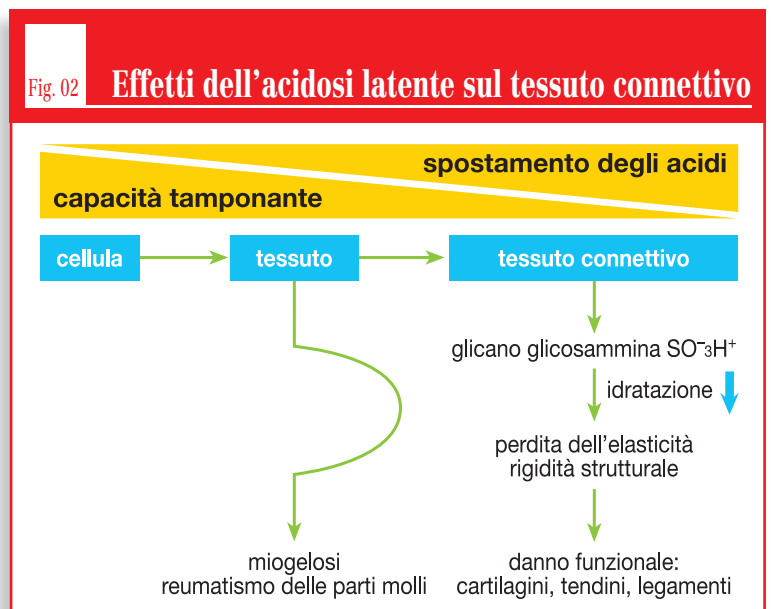 Fig. 02
Effetti dell'acidosi latente sul tessuto connettivo
spostamento degli acidi
capacità tamponante
cellula
tessuto
tessuto connettivo
glicano glicosammina SO⁻₃H⁺
idratazione
perdita dell'elasticità
rigidità strutturale
miogelosi
reumatismo delle parti molli
danno funzionale:
cartilagini, tendini, legamenti